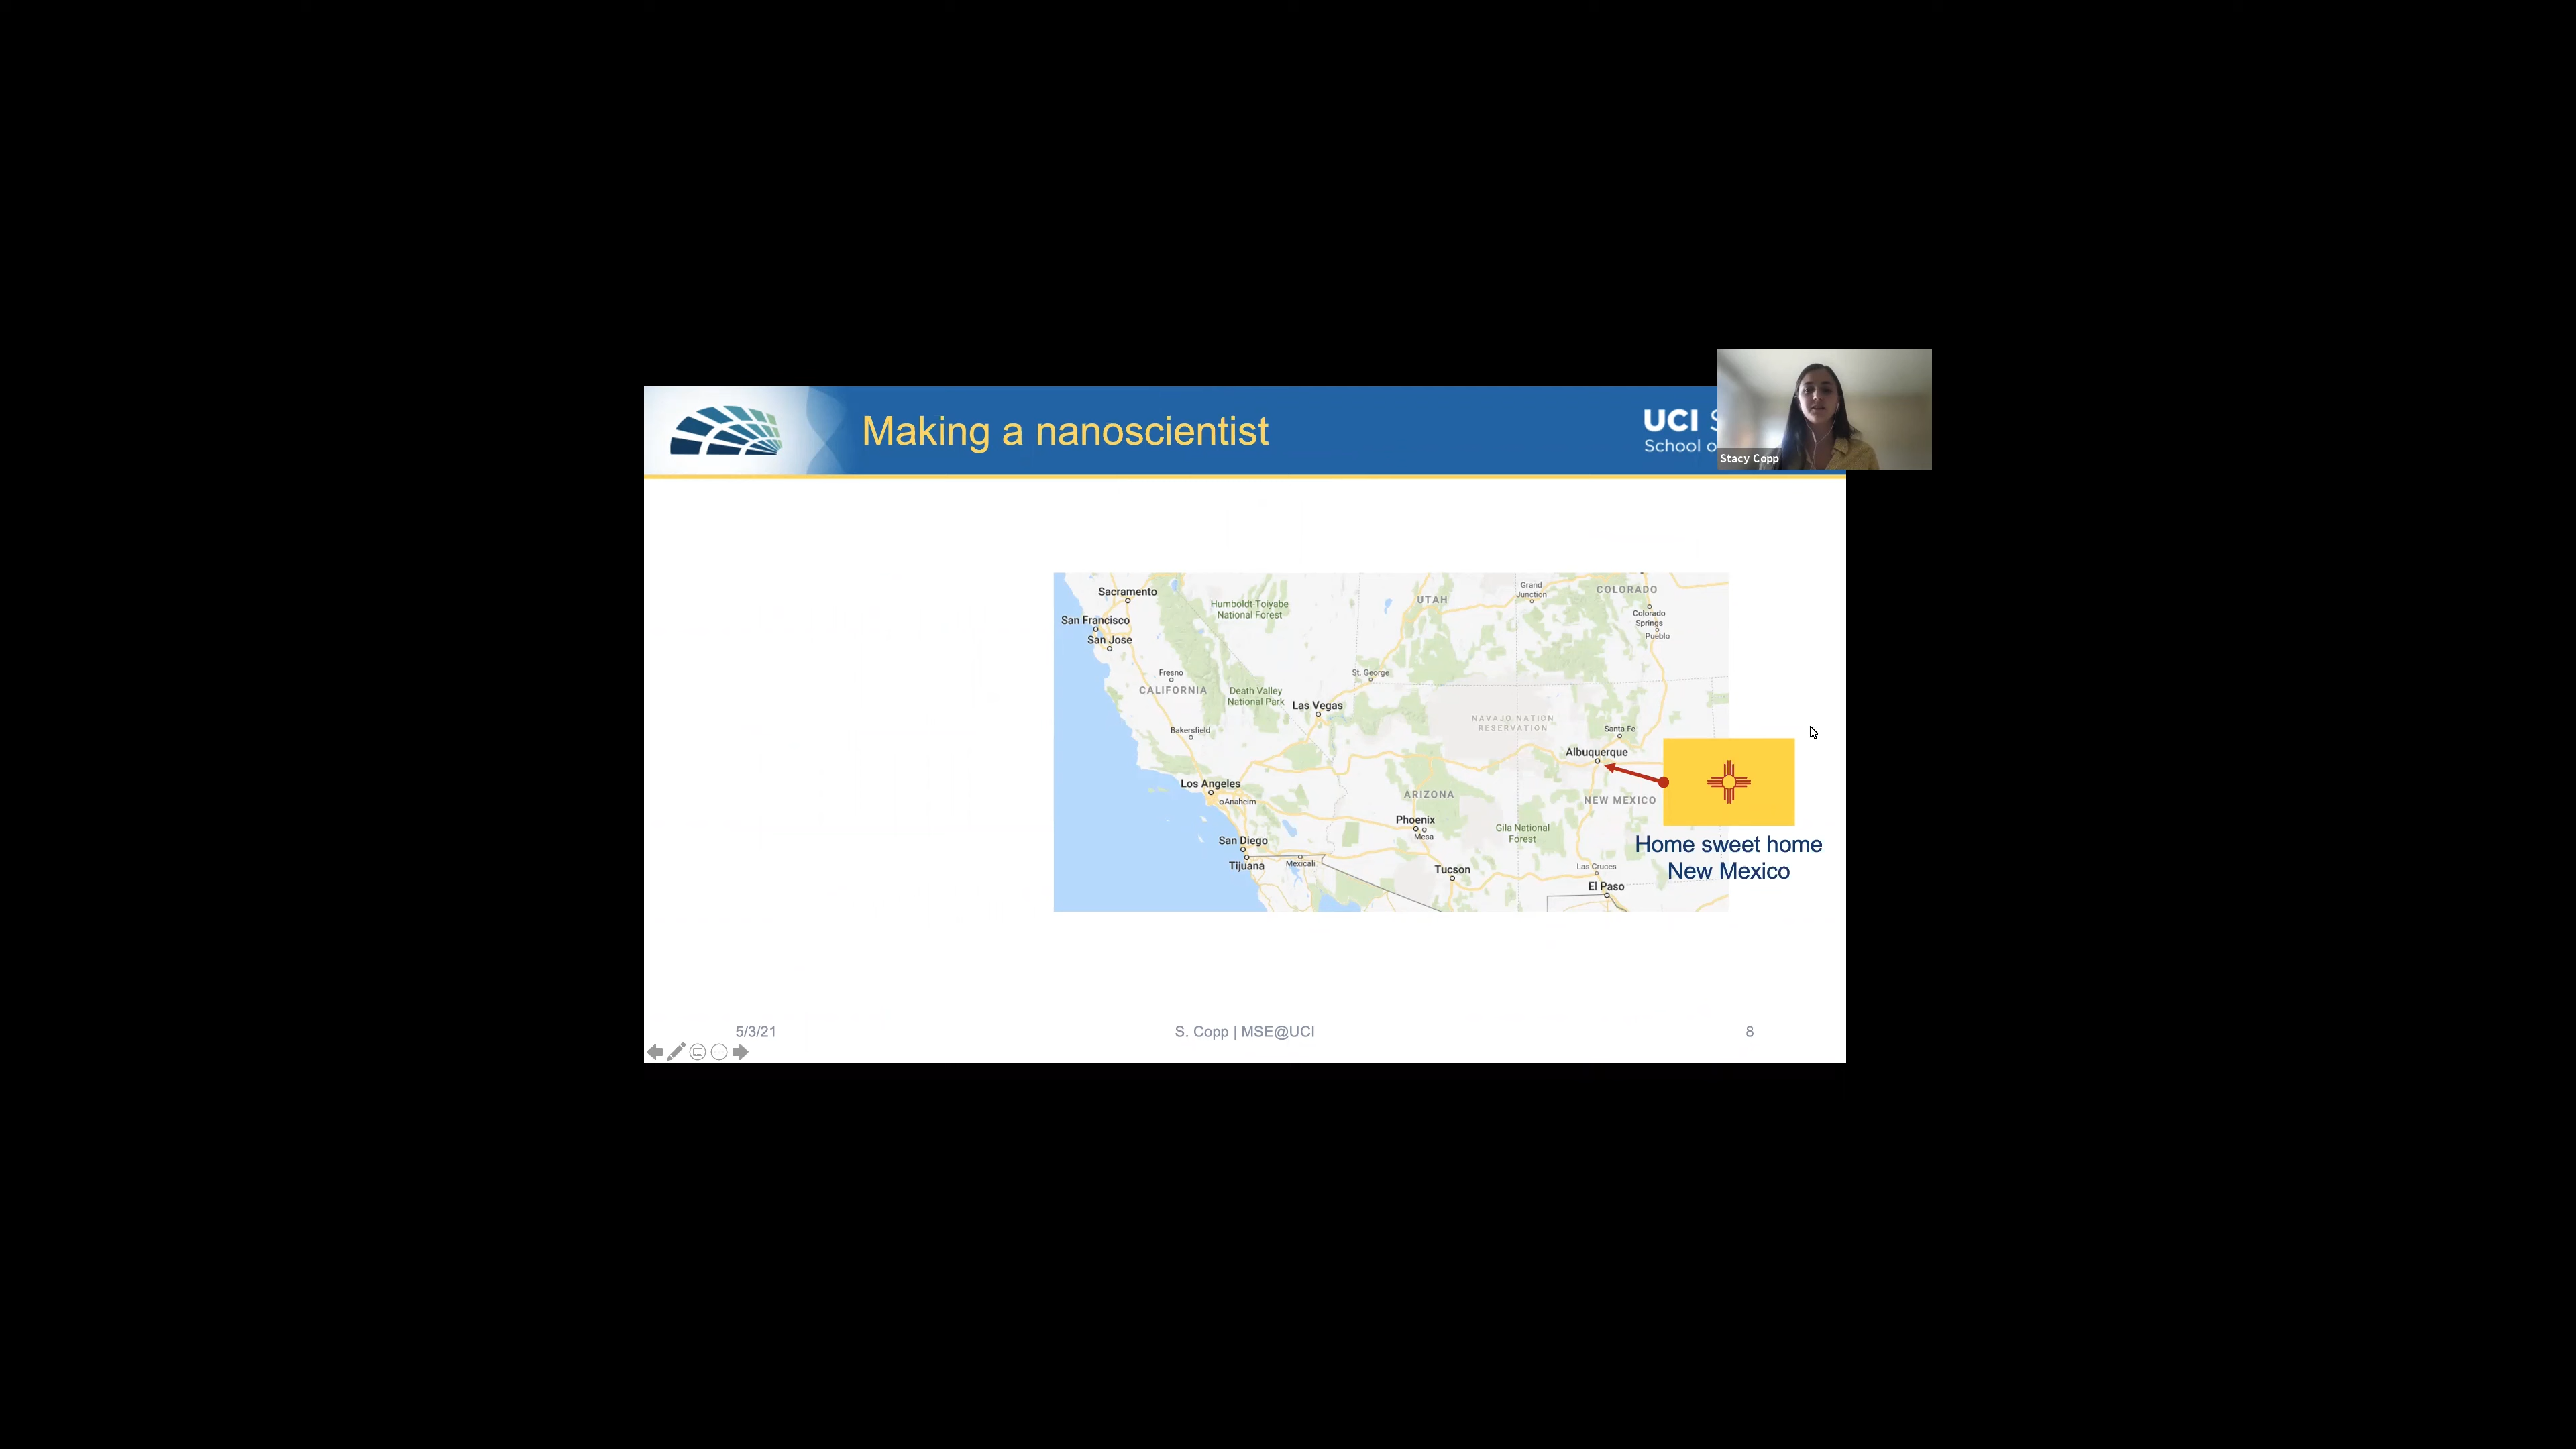 Making a nanoscientist
UCI
School o
Stacy Copp
Sacramento
San Francisco
San Jose
Fresno
CALIFORNIA
Humboldt-Toiyabe
National Forest
Death Valley
National Park
Las Vegas
Bakersfield
Los Angeles
Anaheim
San Diego
Tijuana
Mexicali
UTAH
St. George
Grand
Junction
COLORADO
Colorado
Springs
Pueblo
NAVAJO NATION
RESERVATION
Santa Fe
Albuquerque
ARIZONA
NEW MEXICO
Phoenix
Mesa
Gila National
Forest
Tucson
Las Cruces
El Paso
Home sweet home
New Mexico
5/3/21
S. Copp | MSE@UCI
8